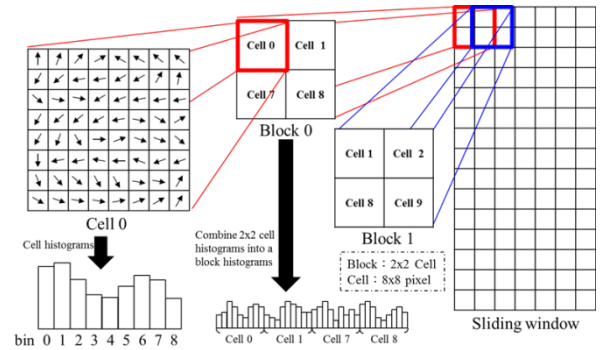 Cell 0
Cell 1
Cell 7
Cell 8
Block 0
Cell 1
Cell 2
Cell 8
Cell 9
Block 1
Cell 0
Cell histograms
Combine 2x2 cell
histograms into a
block histograms
Block：2x2 Cell
Cell：8x8 pixel
bin 0 1 2 3 4 5 6 7 8
Cell 0 Cell 1 Cell 7 Cell 8
Sliding window